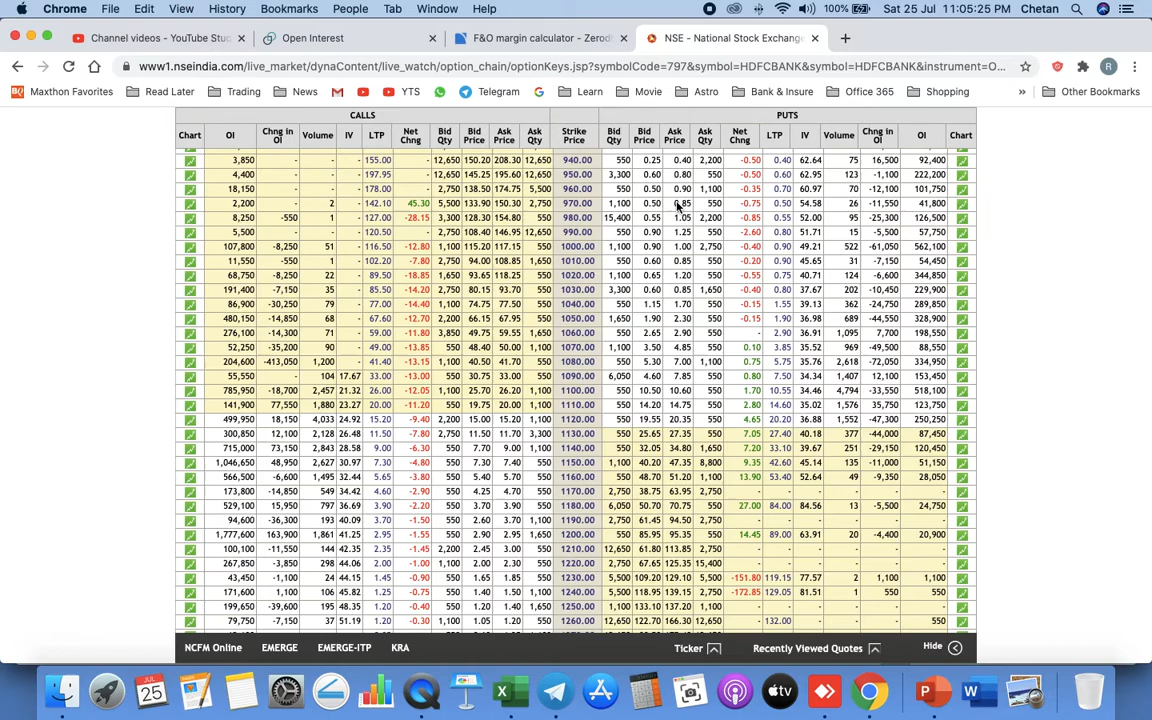 Chrome File Edit View History Bookmarks People Tab Window Help 100% Sat 25 Jul 11:05:25 PM Chetan
Channel videos - YouTube Stu Open Interest F&O margin calculator - Zerod NSE - National Stock Exchang
www1.nseindia.com/live_market/dynaContent/live_watch/option_chain/optionKeys.jsp?symbolCode=797&symbol=HDFCBANK&symbol=HDFCBANK&instrument=O... R
Maxthon Favorites Read Later Trading News YTS Telegram Learn Movie Astro Bank & Insure Office 365 Shopping » Other Bookmarks
CALLS PUTS
Chart OI Chng in OI Volume IV LTP Net Chng Bid Qty Bid Price Ask Price Ask Qty Strike Price Bid Qty Bid Price Ask Price Ask Qty Net Chng LTP IV Volume Chng in OI OI Chart
3,850 - - - 155.00 - 12,650 150.20 208.30 12,650 940.00 550 0.25 0.40 2,200 -0.50 0.40 62.64 75 16,500 92,400
4,400 - - - 197.95 - 12,650 145.25 195.60 12,650 950.00 3,300 0.60 0.80 550 -0.50 0.60 62.95 123 -1,100 222,200
18,150 - - - 178.00 - 2,750 138.50 174.75 5,500 960.00 550 0.50 0.90 1,100 -0.35 0.70 60.97 70 -12,100 101,750
2,200 - 2 - 142.10 45.30 5,500 133.90 150.30 2,750 970.00 1,100 0.50 0.85 550 -0.75 0.50 54.58 26 -11,550 41,800
8,250 -550 1 - 127.00 -28.15 3,300 128.30 154.80 550 980.00 15,400 0.55 1.05 2,200 -0.85 0.55 52.00 95 -25,300 126,500
5,500 - - - 120.50 - 2,750 108.40 146.95 12,650 990.00 550 0.90 1.25 550 -2.60 0.80 51.71 15 -5,500 57,750
107,800 -8,250 51 - 116.50 -12.80 1,100 115.20 117.15 550 1000.00 1,100 0.90 1.00 2,750 -0.40 0.90 49.21 522 -61,050 562,100
11,550 -550 1 - 102.20 -7.80 2,750 94.00 108.85 1,650 1010.00 550 0.60 0.85 550 -0.20 0.90 45.65 31 -7,150 54,450
68,750 -8,250 22 - 89.50 -18.85 1,650 93.65 118.25 550 1020.00 1,100 0.65 1.20 550 -0.55 0.75 40.71 124 -6,600 344,850
191,400 -7,150 35 - 85.50 -14.20 2,750 80.15 93.70 550 1030.00 3,300 0.60 0.85 1,650 -0.40 0.80 37.67 202 -10,450 229,900
86,900 -30,250 79 - 77.00 -14.40 1,100 74.75 77.50 550 1040.00 550 1.15 1.70 550 -0.15 1.55 39.13 362 -24,750 289,850
480,150 -14,850 68 - 67.60 -12.70 2,200 66.15 67.95 550 1050.00 1,650 1.90 2.30 550 -0.15 1.90 36.98 689 -44,550 328,900
276,100 -14,300 71 - 59.00 -11.80 3,850 49.75 59.55 1,650 1060.00 550 2.65 2.90 550 - 2.90 36.91 1,095 7,700 198,550
52,250 -35,200 90 - 49.00 -13.85 550 48.40 50.00 1,100 1070.00 1,100 3.50 4.85 550 0.10 3.85 35.52 969 -49,500 88,550
204,600 -413,050 1,200 - 41.40 -13.15 1,100 40.50 41.70 550 1080.00 550 5.30 7.00 1,100 0.75 5.75 35.76 2,618 -72,050 334,950
55,550 - 104 17.67 33.00 -13.00 550 30.75 33.00 550 1090.00 6,050 4.60 7.85 550 0.80 7.50 34.34 1,407 12,100 153,450
785,950 -18,700 2,457 21.32 26.00 -12.05 1,100 25.70 26.20 1,100 1100.00 550 10.50 10.60 550 1.70 10.55 34.46 4,794 -33,550 518,100
141,900 77,550 1,880 23.27 20.00 -11.20 550 19.75 20.00 1,100 1110.00 550 14.20 14.75 550 2.80 14.60 35.02 1,576 35,750 123,750
499,950 18,150 4,033 24.92 15.20 -9.40 2,200 15.00 15.20 1,100 1120.00 550 19.55 20.35 550 4.65 20.20 36.88 1,552 -47,300 250,250
300,850 12,100 2,128 26.48 11.50 -7.80 2,750 11.50 11.70 3,300 1130.00 550 25.65 27.35 550 7.05 27.40 40.18 377 -44,000 87,450
715,000 73,150 2,843 28.58 9.00 -6.30 550 7.70 9.00 1,100 1140.00 550 32.05 34.80 1,650 7.20 33.10 39.67 251 -29,150 120,450
1,046,650 48,950 2,627 30.97 7.30 -4.80 2,750 7.30 7.40 550 1150.00 1,100 40.20 47.35 8,800 9.35 42.60 45.14 135 -11,000 51,150
566,500 -6,600 1,495 32.44 5.65 -3.80 550 5.40 5.70 550 1160.00 550 48.70 51.20 1,100 13.90 53.40 52.64 49 -9,350 28,050
173,800 -14,850 549 34.42 4.60 -2.90 550 4.25 4.70 550 1170.00 2,750 38.75 63.95 2,750 - - - - - -
529,100 15,950 797 36.69 3.90 -2.20 550 3.70 3.90 550 1180.00 6,050 50.70 70.75 550 27.00 84.00 84.56 13 -5,500 24,750
94,600 -36,300 193 40.09 3.70 -1.50 550 2.60 3.70 1,100 1190.00 2,750 61.45 94.50 2,750 - - - - - -
1,777,600 163,900 1,861 41.25 2.95 -1.55 550 2.90 2.95 1,650 1200.00 550 85.95 95.35 550 14.45 89.00 63.91 20 -4,400 20,900
100,100 -11,550 144 42.35 2.35 -1.45 2,200 2.45 3.00 550 1210.00 12,650 61.80 113.85 2,750 - - - - - -
267,850 -3,850 298 44.06 2.00 -1.00 1,100 2.00 2.30 550 1220.00 2,750 67.65 125.35 15,400 - - - - - -
43,450 -1,100 24 44.15 1.45 -0.90 550 1.65 1.85 550 1230.00 5,500 109.20 129.10 5,500 -151.80 119.15 77.57 2 1,100 1,100
171,600 1,100 106 45.82 1.25 -0.75 550 1.40 1.50 1,100 1240.00 5,500 118.95 139.15 2,750 -172.85 129.05 81.51 1 550 550
199,650 -39,600 195 48.35 1.20 -0.40 550 1.20 1.40 1,650 1250.00 1,100 133.10 137.20 1,100 - - - - - -
79,750 -7,150 37 51.19 1.20 -0.30 1,100 1.05 1.20 550 1260.00 12,650 122.70 166.30 12,650 - 132.00 - - - 550
NCFM Online EMERGE EMERGE-ITP KRA Ticker Recently Viewed Quotes Hide
JUL 25